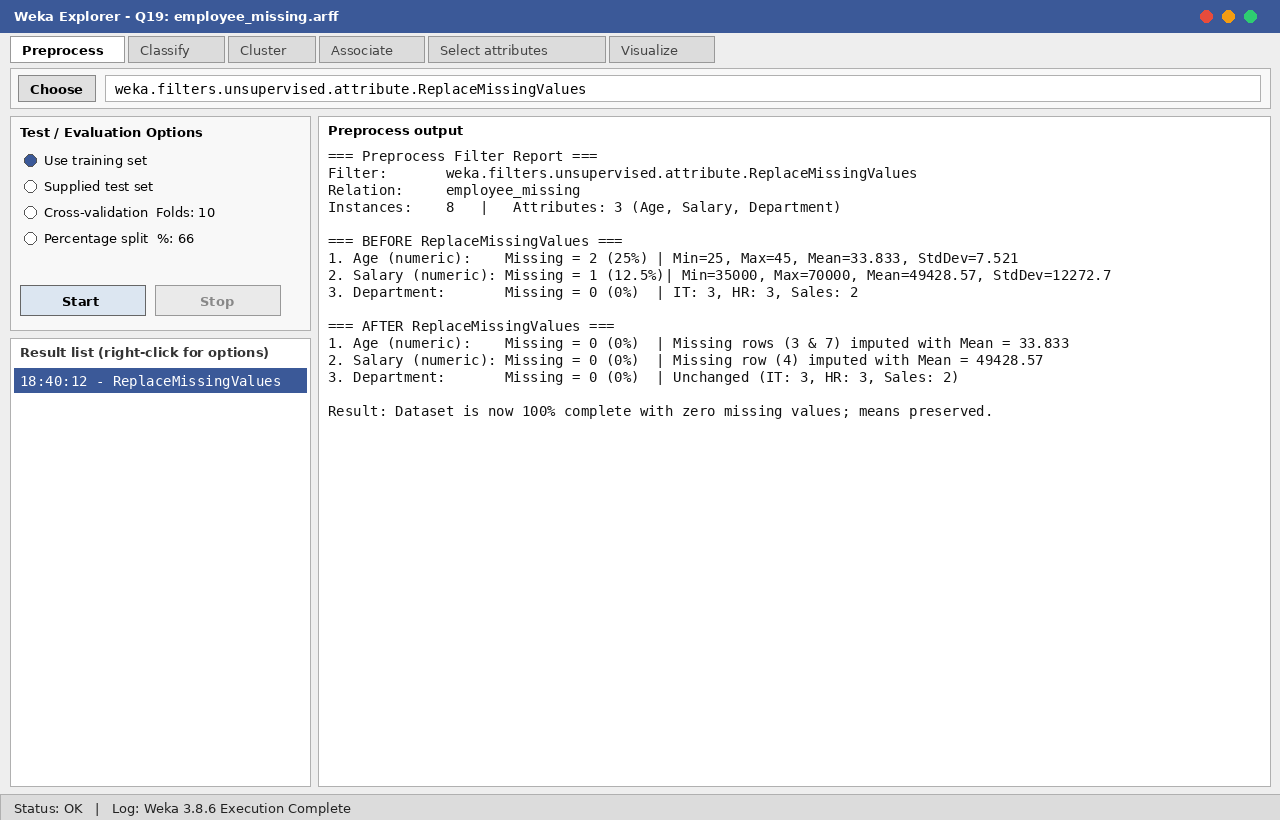 Weka Explorer - Q19: employee_missing.arff
Preprocess Classify Cluster Associate Select attributes Visualize
Choose weka.filters.unsupervised.attribute.ReplaceMissingValues
Test / Evaluation Options
Use training set
Supplied test set
Cross-validation  Folds: 10
Percentage split  %: 66
Start Stop
Result list (right-click for options)
18:40:12 - ReplaceMissingValues
Preprocess output
=== Preprocess Filter Report ===
Filter:       weka.filters.unsupervised.attribute.ReplaceMissingValues
Relation:     employee_missing
Instances:    8   |   Attributes: 3 (Age, Salary, Department)
=== BEFORE ReplaceMissingValues ===
1. Age (numeric):    Missing = 2 (25%) | Min=25, Max=45, Mean=33.833, StdDev=7.521
2. Salary (numeric): Missing = 1 (12.5%)| Min=35000, Max=70000, Mean=49428.57, StdDev=12272.7
3. Department:       Missing = 0 (0%)  | IT: 3, HR: 3, Sales: 2
=== AFTER ReplaceMissingValues ===
1. Age (numeric):    Missing = 0 (0%)  | Missing rows (3 & 7) imputed with Mean = 33.833
2. Salary (numeric): Missing = 0 (0%)  | Missing row (4) imputed with Mean = 49428.57
3. Department:       Missing = 0 (0%)  | Unchanged (IT: 3, HR: 3, Sales: 2)
Result: Dataset is now 100% complete with zero missing values; means preserved.
Status: OK   |   Log: Weka 3.8.6 Execution Complete